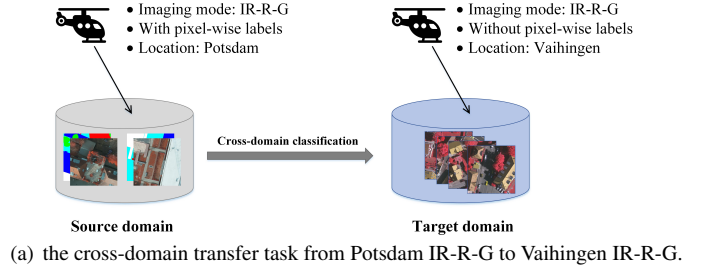 • Imaging mode: IR-R-G
• With pixel-wise labels
• Location: Potsdam
• Imaging mode: IR-R-G
• Without pixel-wise labels
• Location: Vaihingen
Cross-domain classification
Source domain
Target domain
(a) the cross-domain transfer task from Potsdam IR-R-G to Vaihingen IR-R-G.